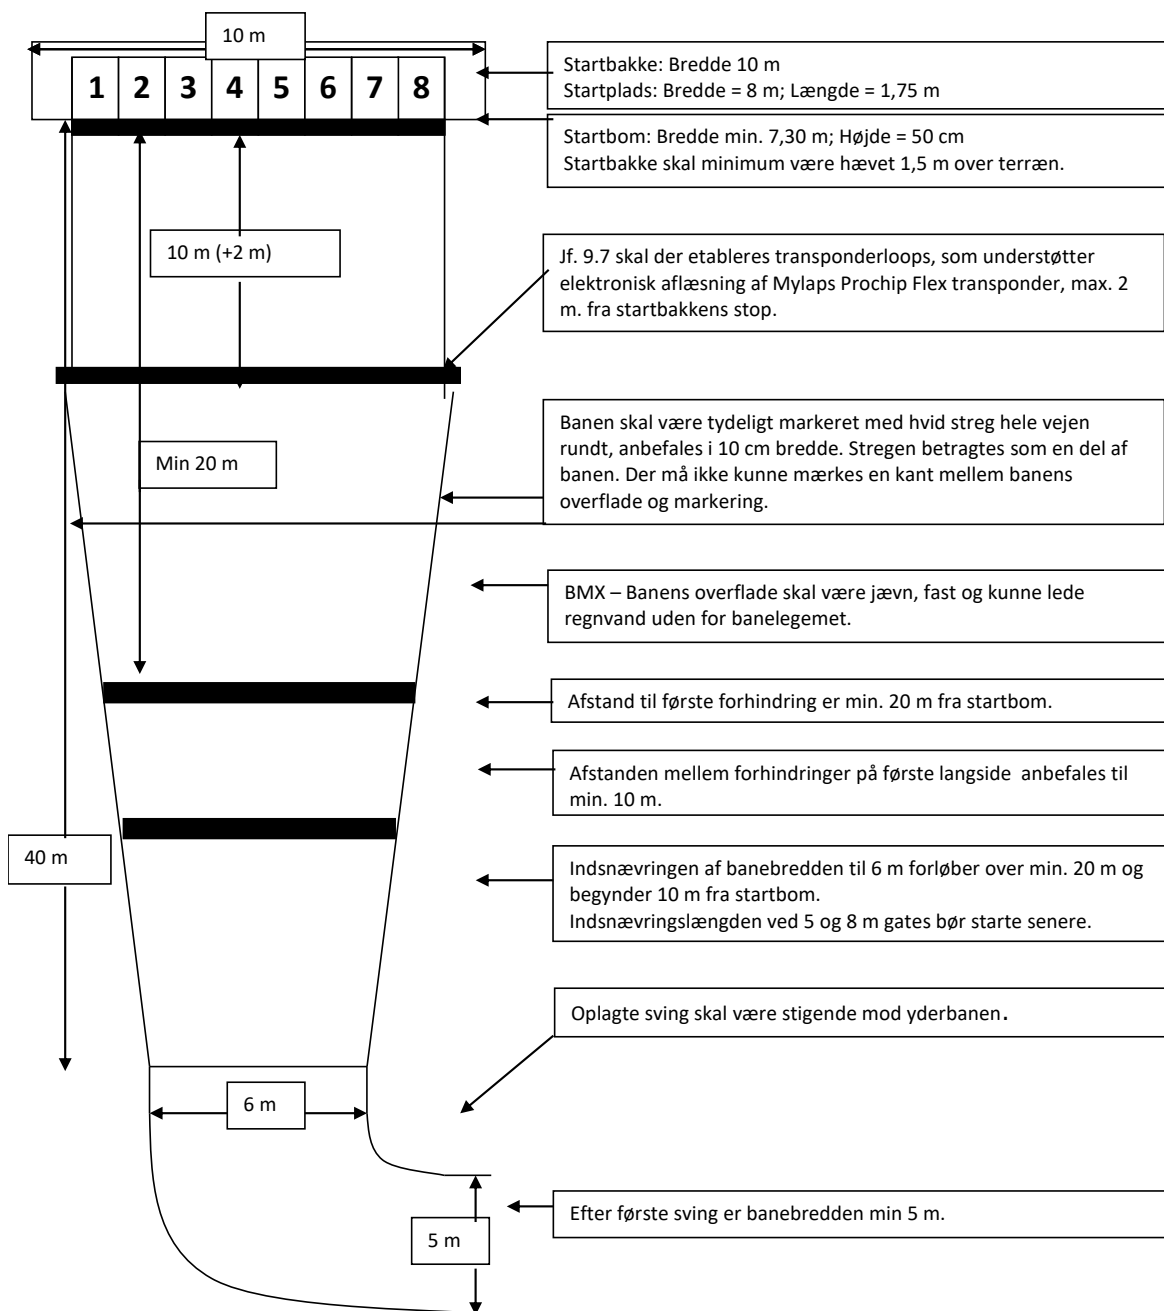 10 m
1 2 3 4 5 6 7 8
Startbakke: Bredde 10 m
Startplads: Bredde = 8 m; Længde = 1,75 m
Startbom: Bredde min. 7,30 m; Højde = 50 cm
Startbakke skal minimum være hævet 1,5 m over terræn.
10 m (+2 m)
Jf. 9.7 skal der etableres transponderloops, som understøtter
elektronisk aflæsning af Mylaps Prochip Flex transponder, max. 2
m. fra startbakkens stop.
Banen skal være tydeligt markeret med hvid streg hele vejen
rundt, anbefales i 10 cm bredde. Stregen betragtes som en del af
banen. Der må ikke kunne mærkes en kant mellem banens
overflade og markering.
Min 20 m
BMX – Banens overflade skal være jævn, fast og kunne lede
regnvand uden for banelegemet.
Afstand til første forhindring er min. 20 m fra startbom.
Afstanden mellem forhindringer på første langside  anbefales til
min. 10 m.
40 m
Indsnævringen af banebredden til 6 m forløber over min. 20 m og
begynder 10 m fra startbom.
Indsnævringslængden ved 5 og 8 m gates bør starte senere.
Oplagte sving skal være stigende mod yderbanen.
6 m
Efter første sving er banebredden min 5 m.
5 m